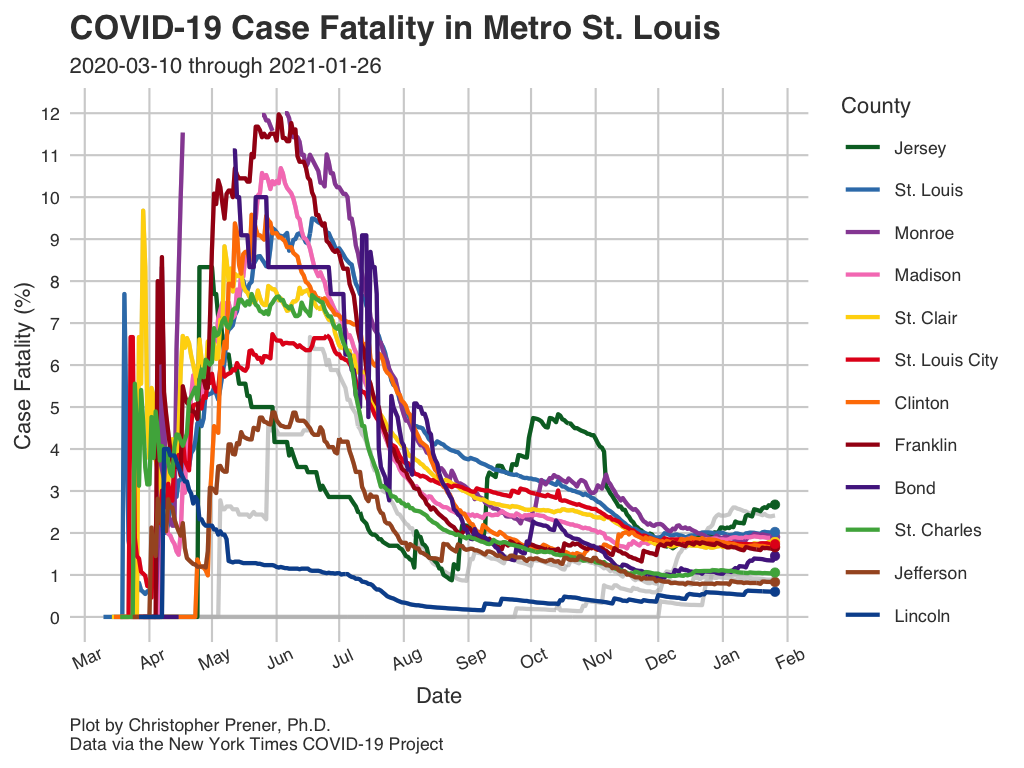 COVID-19 Case Fatality in Metro St. Louis
2020-03-10 through 2021-01-26
County
Jersey
St. Louis
Monroe
Madison
St. Clair
St. Louis City
Clinton
Franklin
Bond
St. Charles
Jefferson
Lincoln
Case Fatality (%)
12
11
10
9
8
7
6
5
4
3
2
1
0
Mar
Apr
May
Jun
Jul
Aug
Sep
Oct
Nov
Dec
Jan
Feb
Date
Plot by Christopher Prener, Ph.D.
Data via the New York Times COVID-19 Project